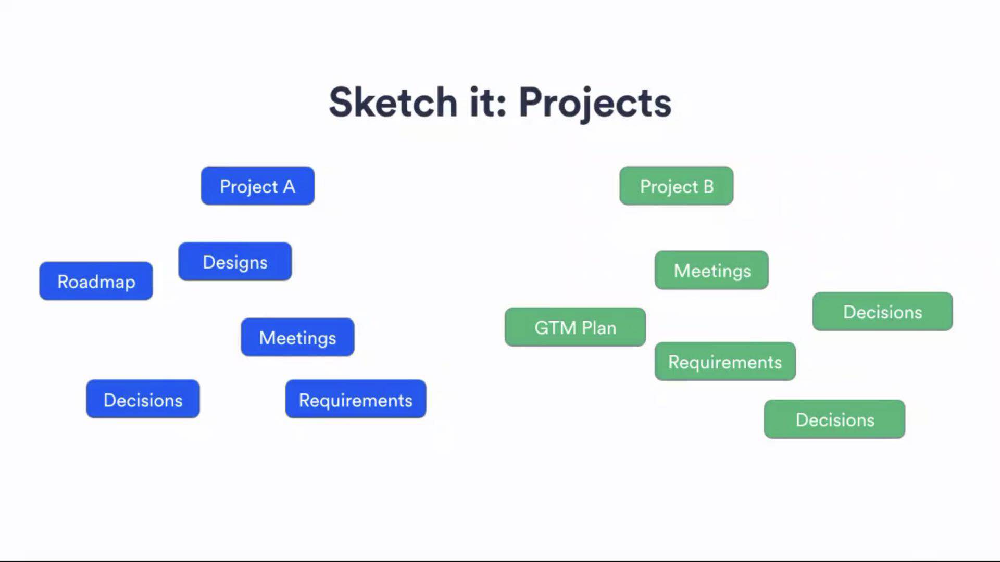 Sketch it: Projects
Project A
Designs
Roadmap
Meetings
Decisions
Requirements
Project B
Meetings
Decisions
GTM Plan
Requirements
Decisions